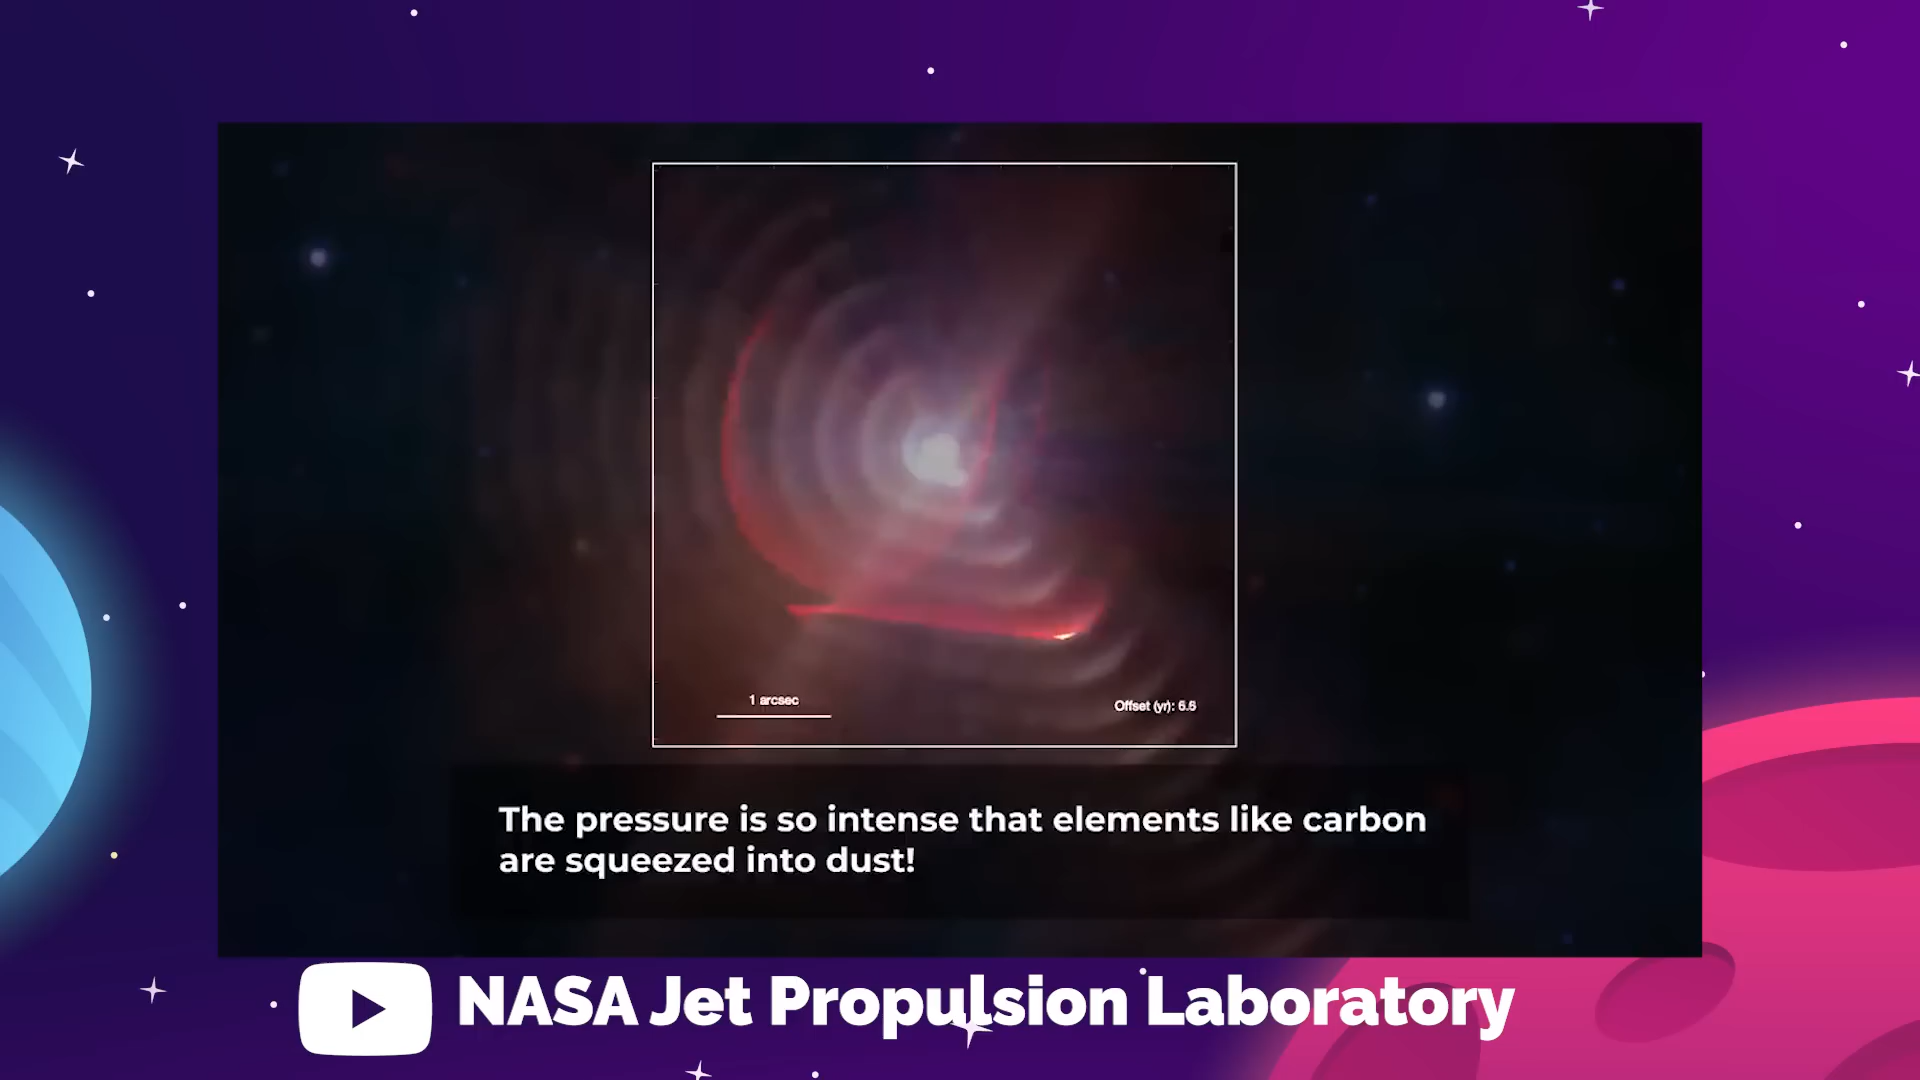 1 arcsec
Offset (yr): 6.6
The pressure is so intense that elements like carbon
are squeezed into dust!
NASA Jet Propulsion Laboratory